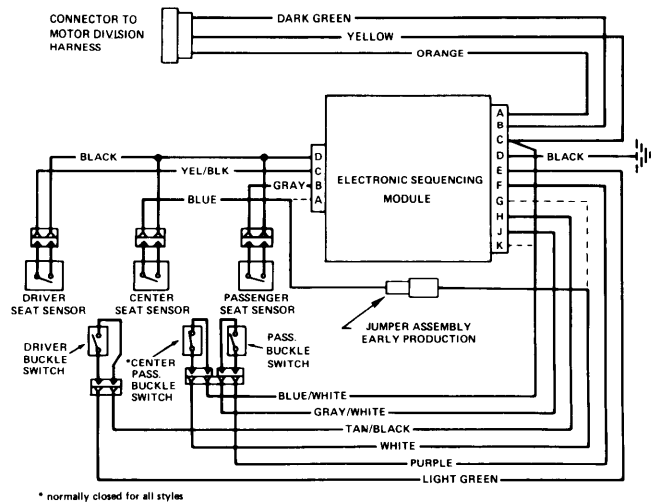 CONNECTOR TO
MOTOR DIVISION
HARNESS
DARK GREEN
YELLOW
ORANGE
A
B
C
D
E
F
G
H
J
K
BLACK
D
C
B
A
BLACK
YEL/BLK
GRAY
BLUE
ELECTRONIC SEQUENCING
MODULE
DRIVER
SEAT SENSOR
CENTER
SEAT SENSOR
PASSENGER
SEAT SENSOR
JUMPER ASSEMBLY
EARLY PRODUCTION
DRIVER
BUCKLE
SWITCH
*CENTER
PASS.
BUCKLE
SWITCH
PASS.
BUCKLE
SWITCH
BLUE/WHITE
GRAY/WHITE
TAN/BLACK
WHITE
PURPLE
LIGHT GREEN
* normally closed for all styles